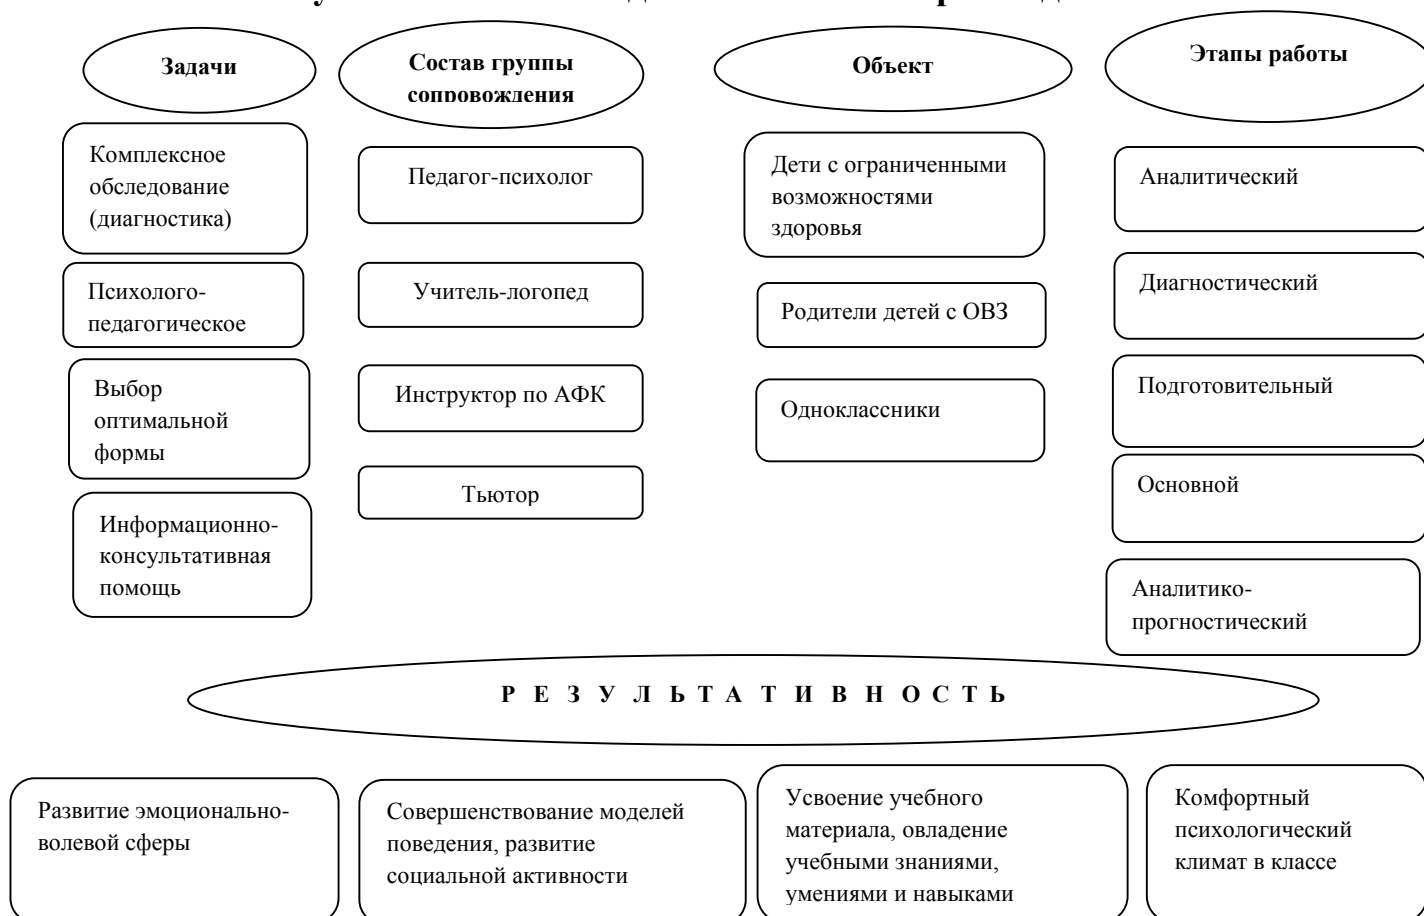 Задачи
Состав группы
сопровождения
Объект
Этапы работы
Комплексное
обследование
(диагностика)
Психолого-
педагогическое
Выбор
оптимальной
формы
Информационно-
консультативная
помощь
Педагог-психолог
Учитель-логопед
Инструктор по АФК
Тьютор
Дети с ограниченными
возможностями
здоровья
Родители детей с ОВЗ
Одноклассники
Аналитический
Диагностический
Подготовительный
Основной
Аналитико-
прогностический
Р Е З У Л Ь Т А Т И В Н О С Т Ь
Развитие эмоционально-
волевой сферы
Совершенствование моделей
поведения, развитие
социальной активности
Усвоение учебного
материала, овладение
учебными знаниями,
умениями и навыками
Комфортный
психологический
климат в классе